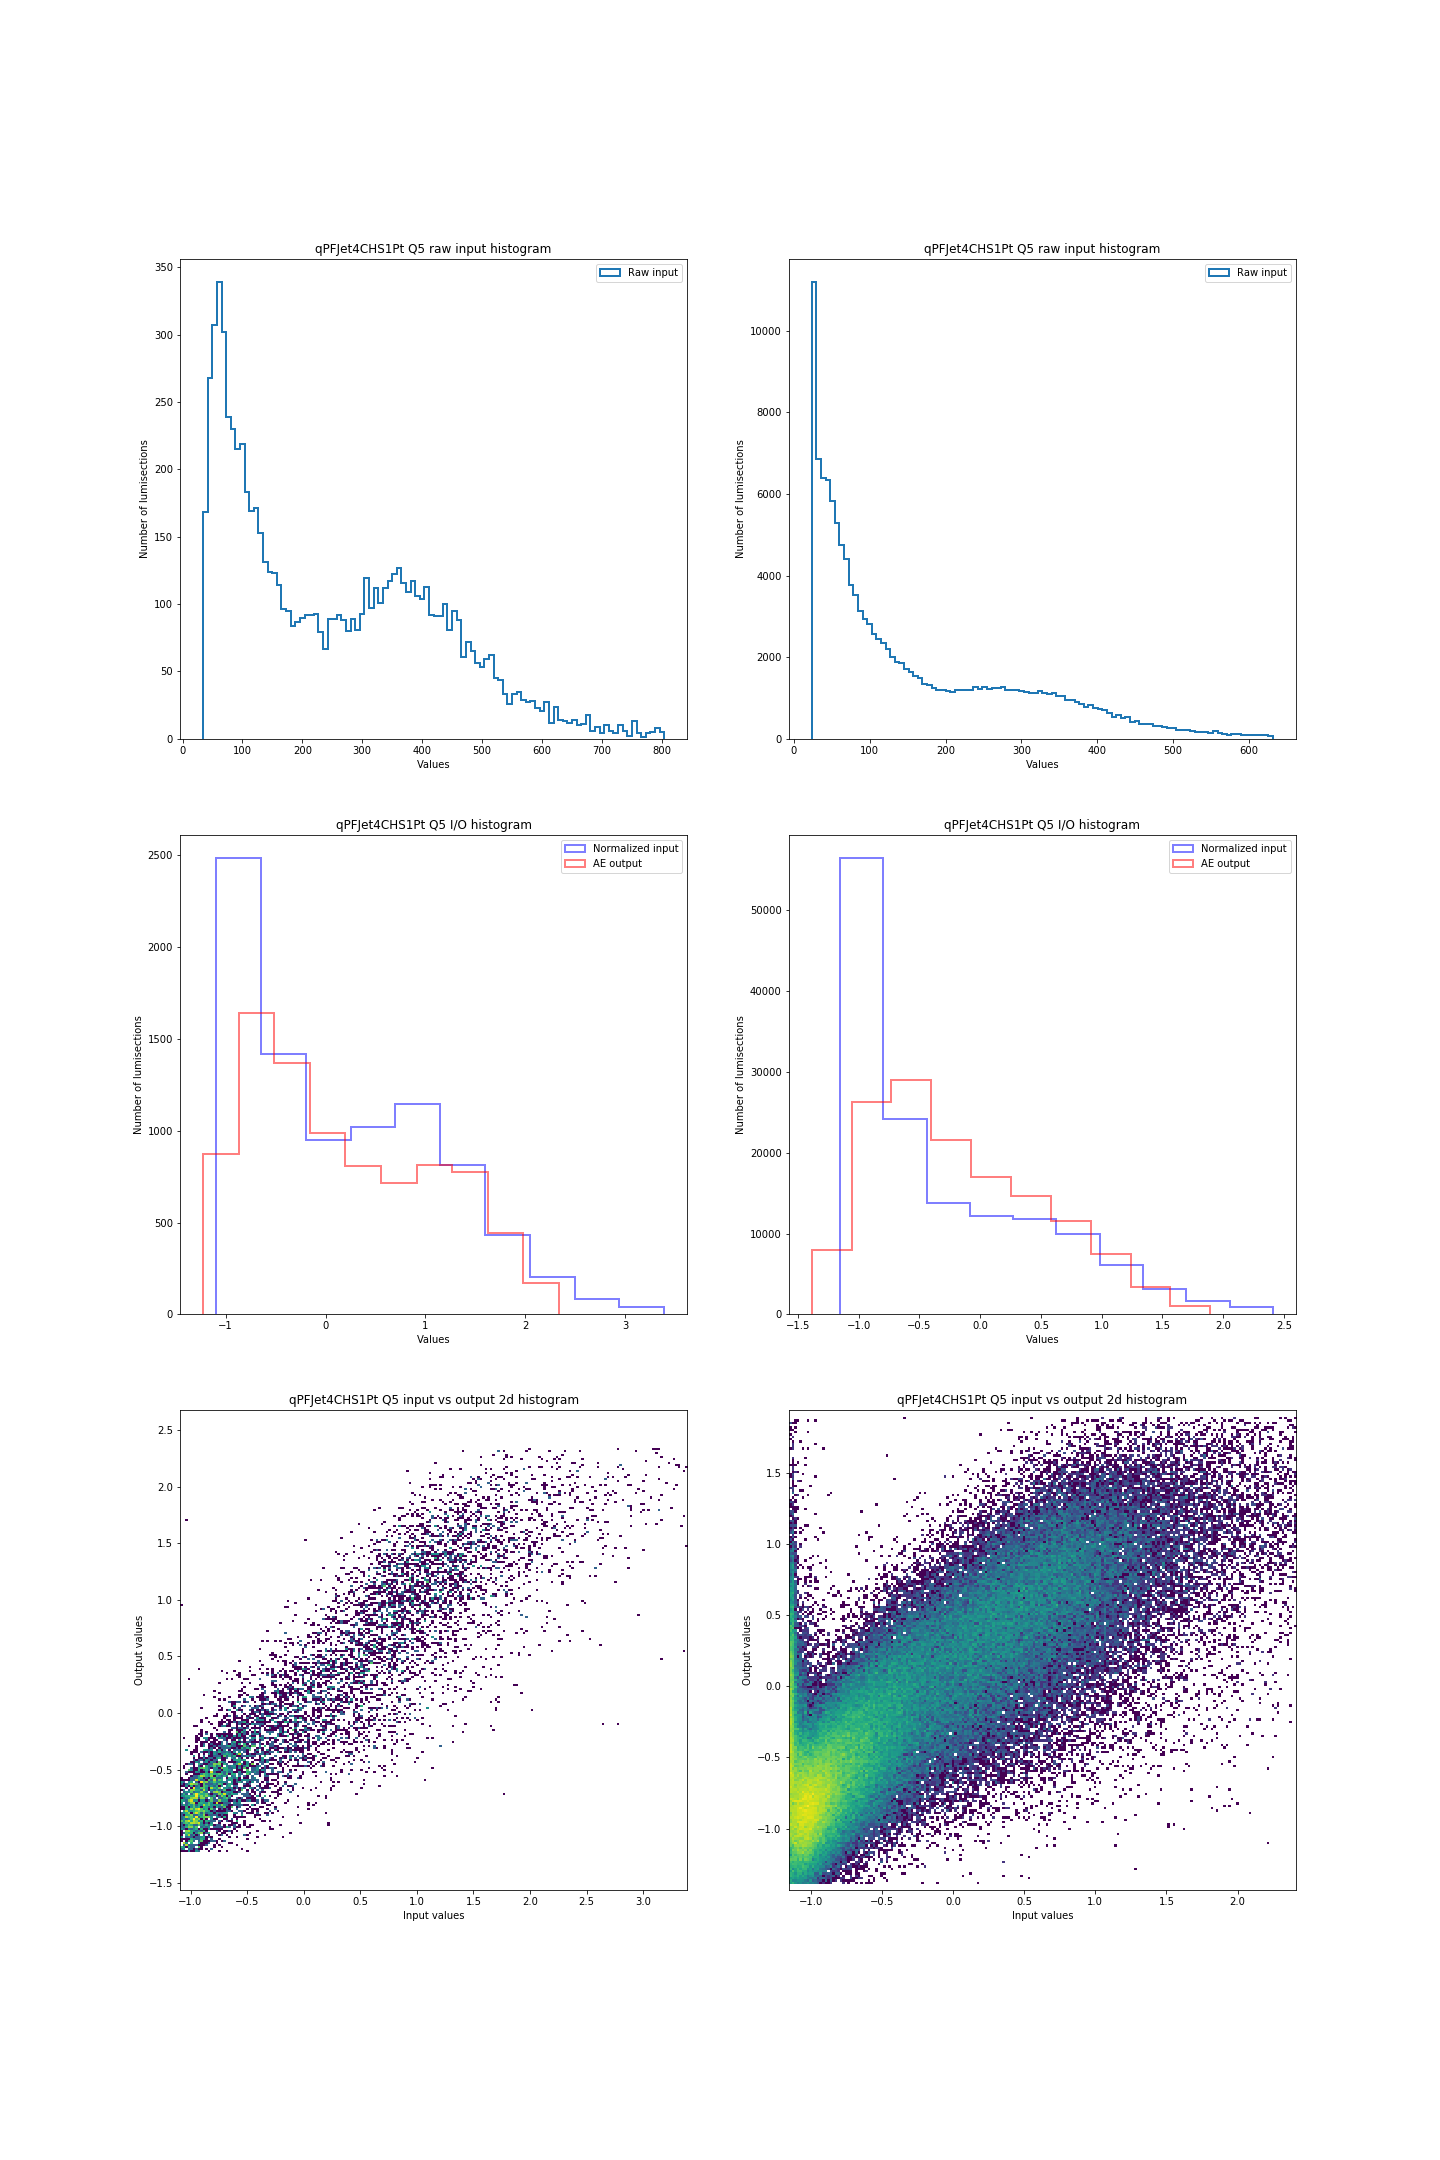 qPFJet4CHS1Pt Q5 raw input histogram
Raw input
Number of lumisections
350
300
250
200
150
100
50
0
0 100 200 300 400 500 600 700 800
Values
qPFJet4CHS1Pt Q5 raw input histogram
Raw input
Number of lumisections
10000
8000
6000
4000
2000
0
0 100 200 300 400 500 600
Values
qPFJet4CHS1Pt Q5 I/O histogram
Normalized input
AE output
Number of lumisections
2500
2000
1500
1000
500
0
−1 0 1 2 3
Values
qPFJet4CHS1Pt Q5 I/O histogram
Normalized input
AE output
Number of lumisections
50000
40000
30000
20000
10000
0
−1.5 −1.0 −0.5 0.0 0.5 1.0 1.5 2.0 2.5
Values
qPFJet4CHS1Pt Q5 input vs output 2d histogram
Output values
2.5
2.0
1.5
1.0
0.5
0.0
−0.5
−1.0
−1.5
−1.0 −0.5 0.0 0.5 1.0 1.5 2.0 2.5 3.0
Input values
qPFJet4CHS1Pt Q5 input vs output 2d histogram
Output values
1.5
1.0
0.5
0.0
−0.5
−1.0
−1.0 −0.5 0.0 0.5 1.0 1.5 2.0
Input values